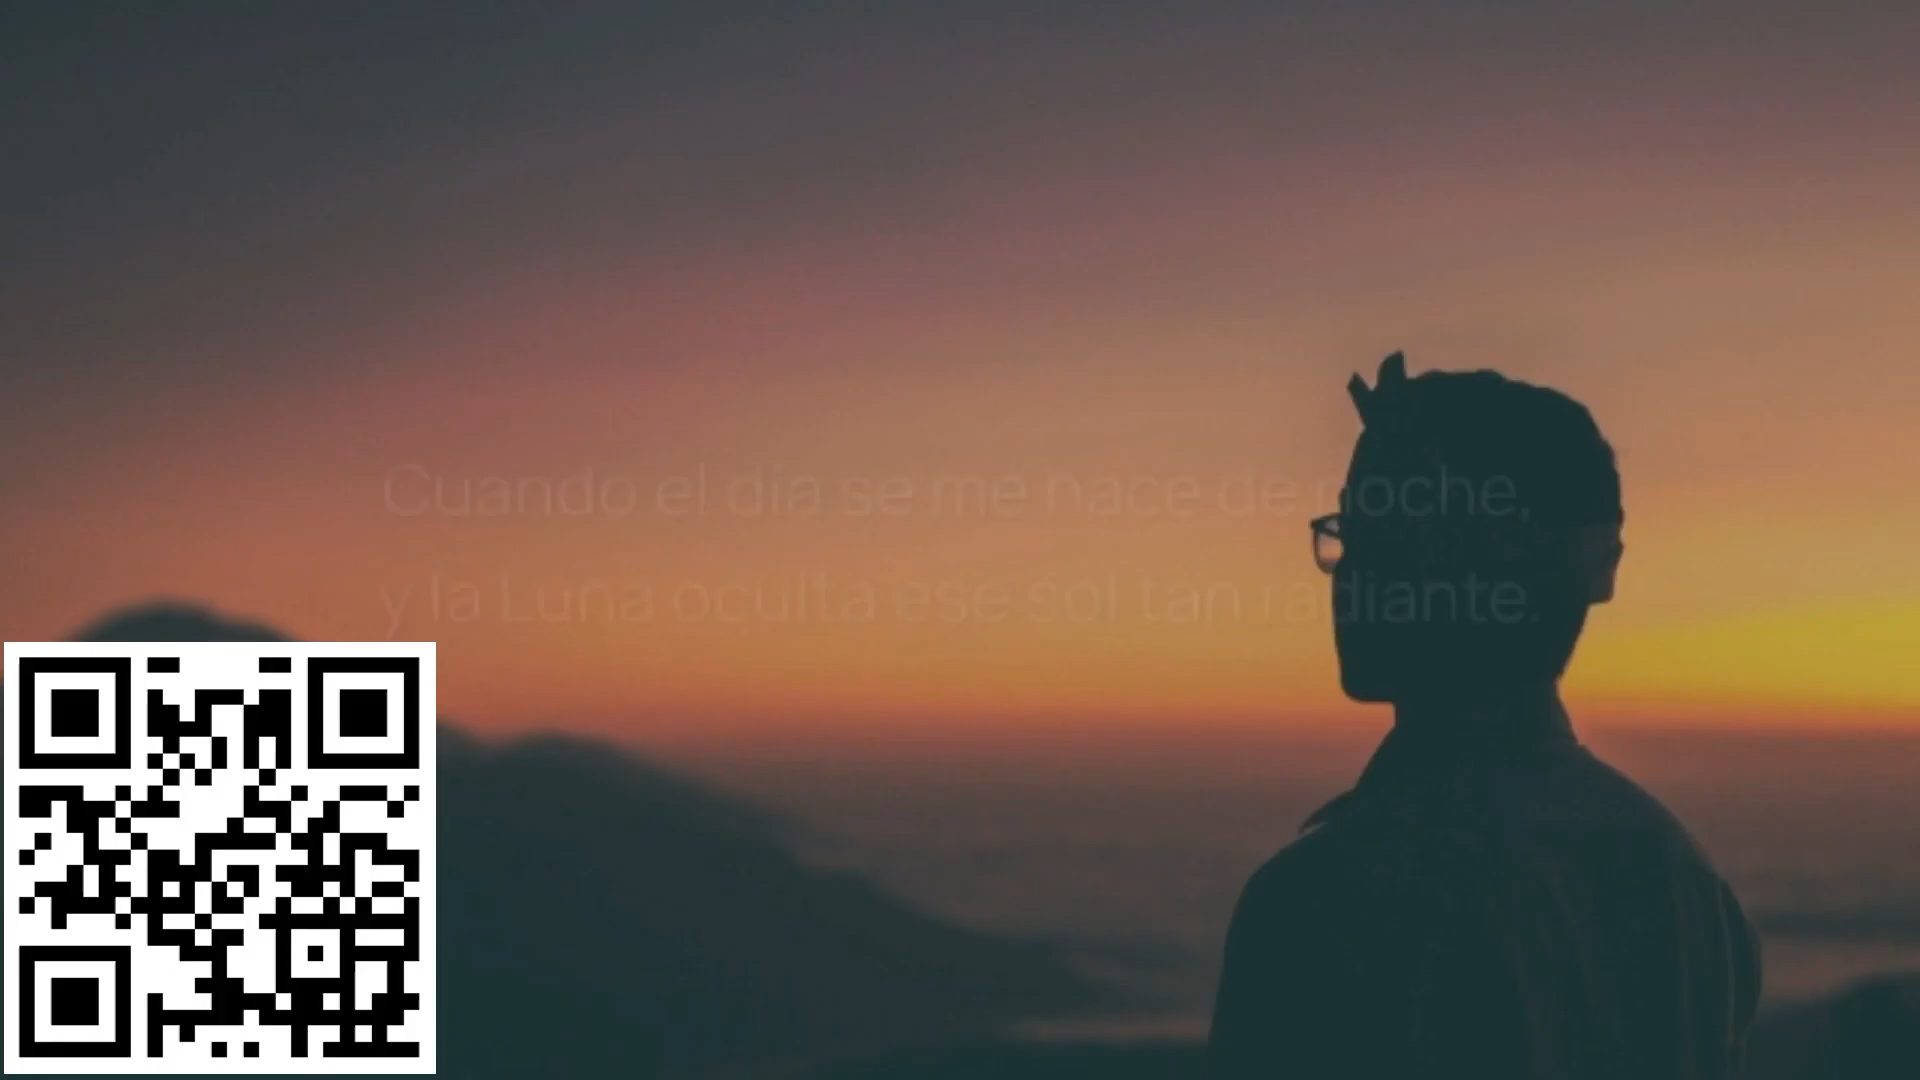 Cuando el día se me hace de noche,
y la Luna oculta ese sol tan radiante.